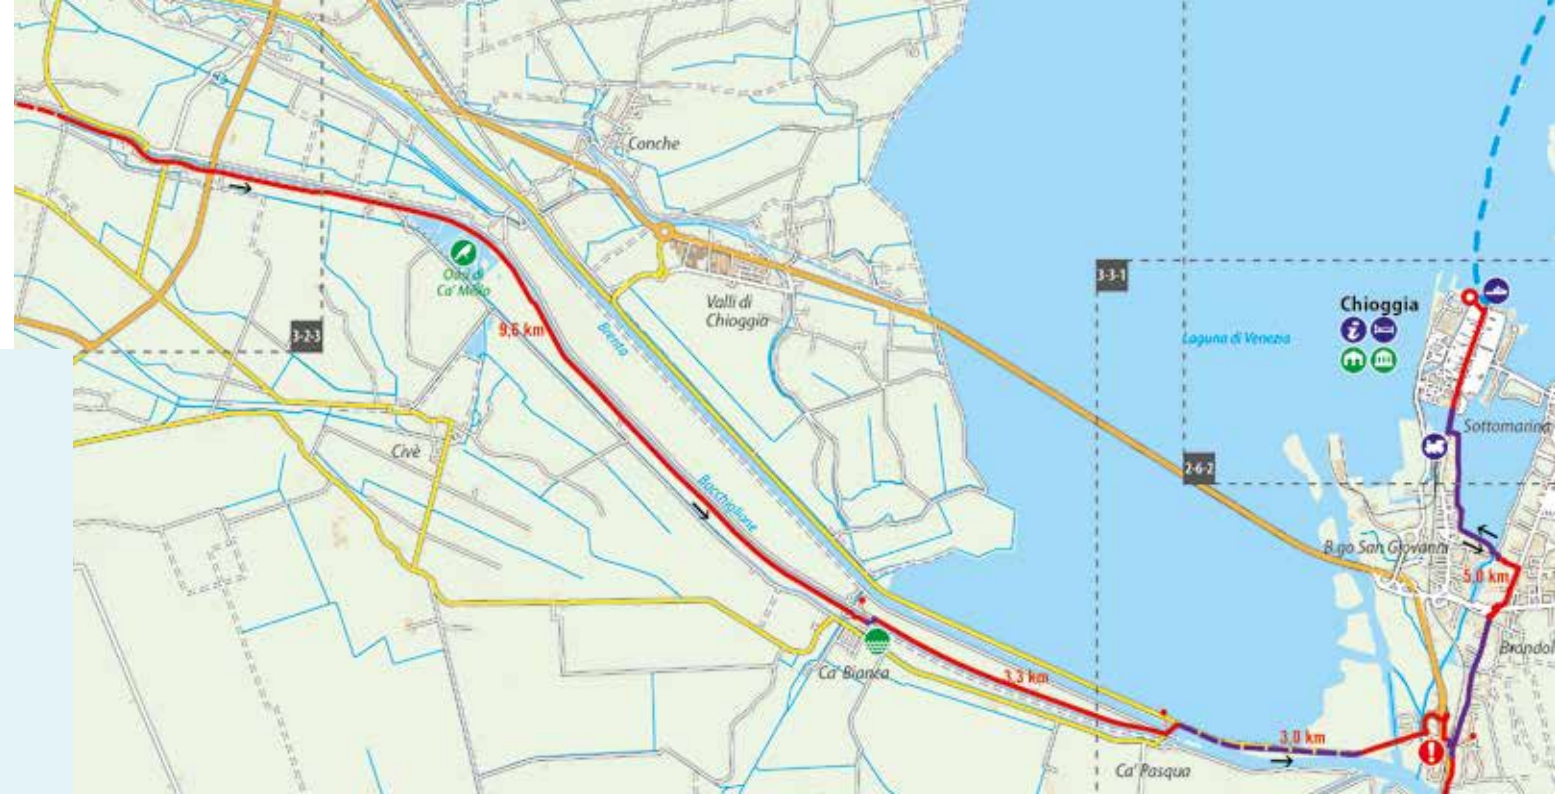 Conche
3-3-1
Oasi di
Ca' Mello
Valli di
Chioggia
Chioggia
9,6 km
Brenta
3-2-3
Laguna di Venezia
Sottomarina
Civè
2-6-2
Bacchiglione
B.go San Giovanni
5,0 km
Ca' Bianca
3,3 km
Brondol
3,0 km
Ca' Pasqua